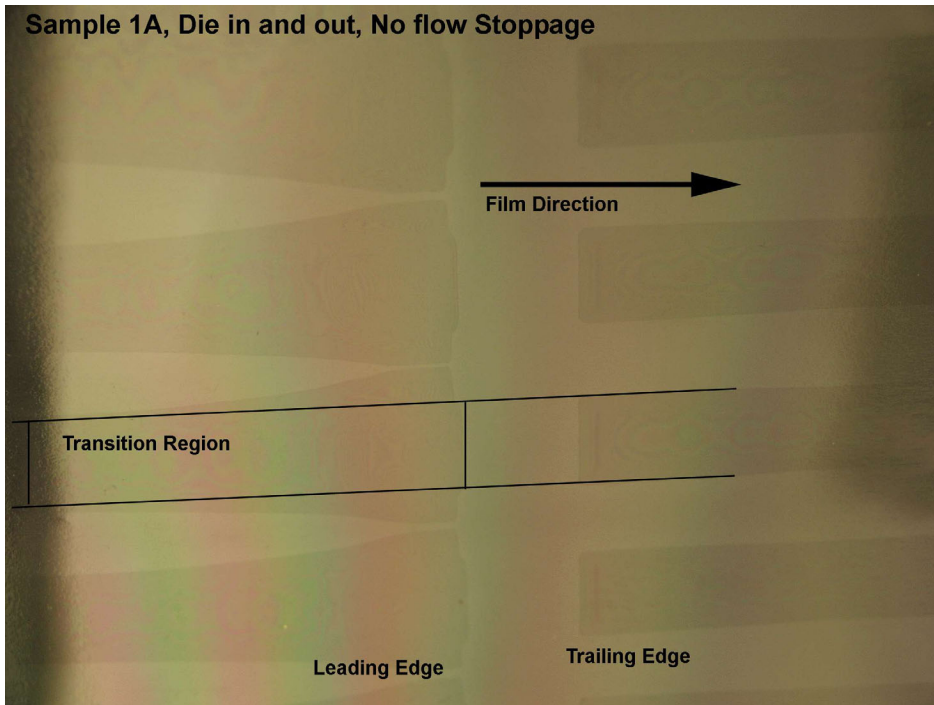 Sample 1A, Die in and out, No flow Stoppage
Film Direction
Transition Region
Leading Edge
Trailing Edge